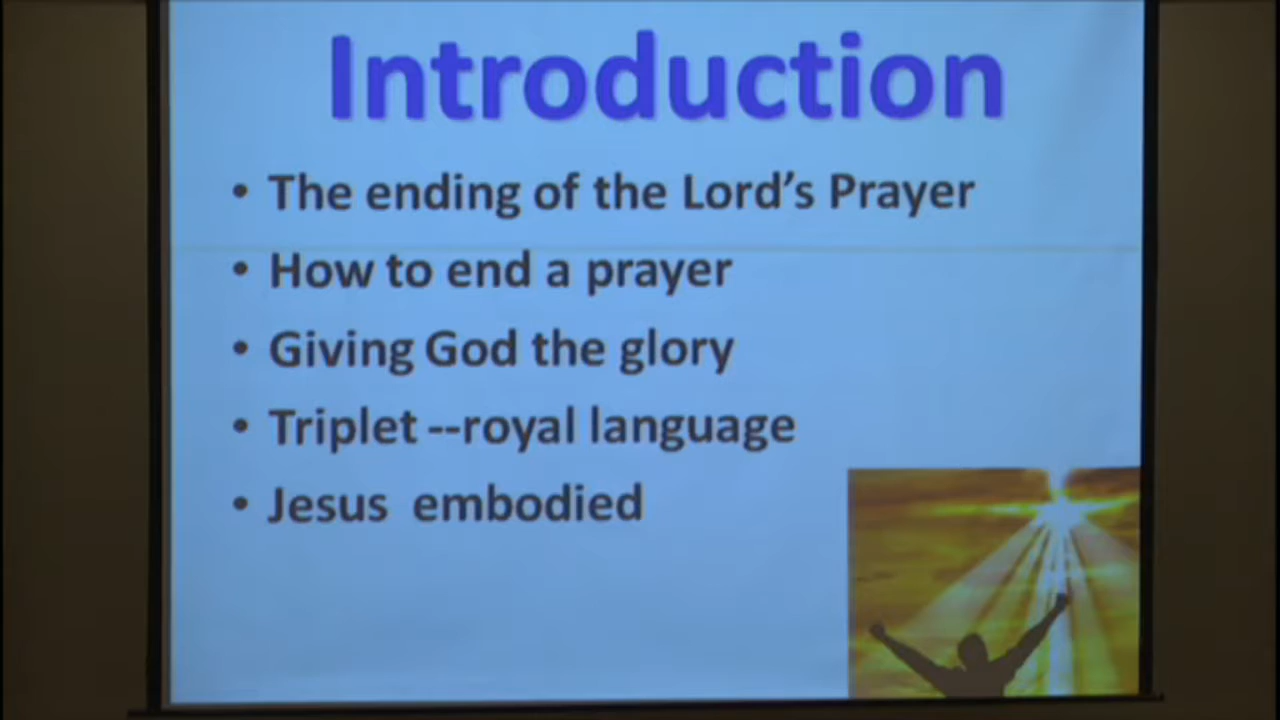 Introduction
• The ending of the Lord’s Prayer
• How to end a prayer
• Giving God the glory
• Triplet --royal language
• Jesus embodied